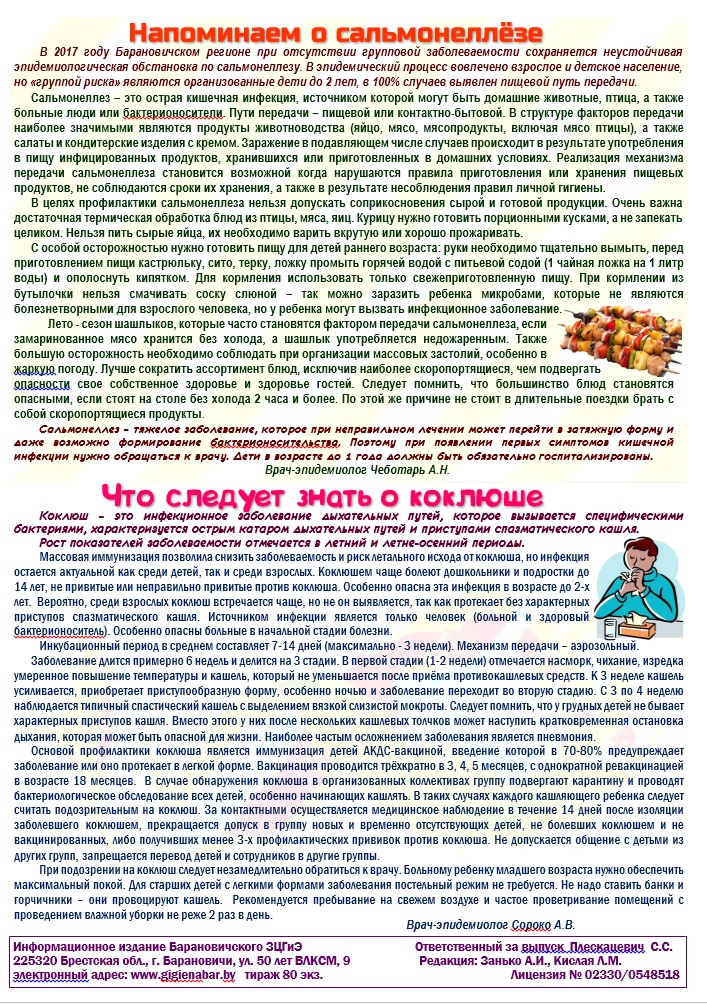 Напоминаем о сальмонеллёзе
В 2017 году Барановичском регионе при отсутствии групповой заболеваемости сохраняется неустойчивая
эпидемиологическая обстановка по сальмонеллезу. В эпидемический процесс вовлечено взрослое и детское население,
но «группой риска» являются организованные дети до 2 лет, в 100% случаев выявлен пищевой путь передачи.
Сальмонеллез – это острая кишечная инфекция, источником которой могут быть домашние животные, птица, а также
больные люди или бактерионосители. Пути передачи – пищевой или контактно-бытовой. В структуре факторов передачи
наиболее значимыми являются продукты животноводства (яйцо, мясо, мясопродукты, включая мясо птицы), а также
салаты и кондитерские изделия с кремом. Заражение в подавляющем числе случаев происходит в результате употребления
в пищу инфицированных продуктов, хранившихся или приготовленных в домашних условиях. Реализация механизма
передачи сальмонеллеза становится возможной когда нарушаются правила приготовления или хранения пищевых
продуктов, не соблюдаются сроки их хранения, а также в результате несоблюдения правил личной гигиены.
В целях профилактики сальмонеллеза нельзя допускать соприкосновения сырой и готовой продукции. Очень важна
достаточная термическая обработка блюд из птицы, мяса, яиц. Курицу нужно готовить порционными кусками, а не запекать
целиком. Нельзя пить сырые яйца, их необходимо варить вкрутую или хорошо прожаривать.
С особой осторожностью нужно готовить пищу для детей раннего возраста: руки необходимо тщательно вымыть, перед
приготовлением пищи кастрюльку, сито, терку, ложку промыть горячей водой с питьевой содой (1 чайная ложка на 1 литр
воды) и ополоснуть кипятком. Для кормления использовать только свежеприготовленную пищу. При кормлении из
бутылочки нельзя смачивать соску слюной – так можно заразить ребенка микробами, которые не являются
болезнетворными для взрослого человека, но у ребенка могут вызвать инфекционное заболевание.
Лето - сезон шашлыков, которые часто становятся фактором передачи сальмонеллеза, если
замаринованное мясо хранится без холода, а шашлык употребляется недожаренным. Также
большую осторожность необходимо соблюдать при организации массовых застолий, особенно в
жаркую погоду. Лучше сократить ассортимент блюд, исключив наиболее скоропортящиеся, чем подвергать
опасности свое собственное здоровье и здоровье гостей. Следует помнить, что большинство блюд становятся
опасными, если стоят на столе без холода 2 часа и более. По этой же причине не стоит в длительные поездки брать с
собой скоропортящиеся продукты.
Сальмонеллез – тяжелое заболевание, которое при неправильном лечении может перейти в затяжную форму и
даже возможно формирование бактерионосительства. Поэтому при появлении первых симптомов кишечной
инфекции нужно обращаться к врачу. Дети в возрасте до 1 года должны быть обязательно госпитализированы.
Врач-эпидемиолог Чеботарь А.Н.
Что следует знать о коклюше
Коклюш - это инфекционное заболевание дыхательных путей, которое вызывается специфическими
бактериями, характеризуется острым катаром дыхательных путей и приступами спазматического кашля.
Рост показателей заболеваемости отмечается в летний и летне-осенний периоды.
Массовая иммунизация позволила снизить заболеваемость и риск летального исхода от коклюша, но инфекция
остается актуальной как среди детей, так и среди взрослых. Коклюшем чаще болеют дошкольники и подростки до
14 лет, не привитые или неправильно привитые против коклюша. Особенно опасна эта инфекция в возрасте до 2-х
лет. Вероятно, среди взрослых коклюш встречается чаще, но не он выявляется, так как протекает без характерных
приступов спазматического кашля. Источником инфекции является только человек (больной и здоровый
бактерионоситель). Особенно опасны больные в начальной стадии болезни.
Инкубационный период в среднем составляет 7-14 дней (максимально - 3 недели). Механизм передачи – аэрозольный.
Заболевание длится примерно 6 недель и делится на 3 стадии. В первой стадии (1-2 недели) отмечается насморк, чихание, изредка
умеренное повышение температуры и кашель, который не уменьшается после приёма противокашлевых средств. К 3 неделе кашель
усиливается, приобретает приступообразную форму, особенно ночью и заболевание переходит во вторую стадию. С 3 по 4 неделю
наблюдается типичный спастический кашель с выделением вязкой слизистой мокроты. Следует помнить, что у грудных детей не бывает
характерных приступов кашля. Вместо этого у них после нескольких кашлевых толчков может наступить кратковременная остановка
дыхания, которая может быть опасной для жизни. Наиболее частым осложнением заболевания является пневмония.
Основой профилактики коклюша является иммунизация детей АКДС-вакциной, введение которой в 70-80% предупреждает
заболевание или оно протекает в легкой форме. Вакцинация проводится трёхкратно в 3, 4, 5 месяцев, с однократной ревакцинацией
в возрасте 18 месяцев. В случае обнаружения коклюша в организованных коллективах группу подвергают карантину и проводят
бактериологическое обследование всех детей, особенно начинающих кашлять. В таких случаях каждого кашляющего ребенка следует
считать подозрительным на коклюш. За контактными осуществляется медицинское наблюдение в течение 14 дней после изоляции
заболевшего коклюшем, прекращается допуск в группу новых и временно отсутствующих детей, не болевших коклюшем и не
вакцинированных, либо получивших менее 3-х профилактических прививок против коклюша. Не допускается общение с детьми из
других групп, запрещается перевод детей и сотрудников в другие группы.
При подозрении на коклюш следует незамедлительно обратиться к врачу. Больному ребенку младшего возраста нужно обеспечить
максимальный покой. Для старших детей с легкими формами заболевания постельный режим не требуется. Не надо ставить банки и
горчичники – они провоцируют кашель. Рекомендуется пребывание на свежем воздухе и частое проветривание помещений с
проведением влажной уборки не реже 2 раз в день.
Врач-эпидемиолог Сороко А.В.
Информационное издание Барановичского ЗЦГиЭ
225320 Брестская обл., г. Барановичи, ул. 50 лет ВЛКСМ, 9
электронный адрес: www.gigienabar.by тираж 80 экз.
Ответственный за выпуск Плескацевич С.С.
Редакция: Занько А.И., Кислая Л.М.
Лицензия № 02330/0548518